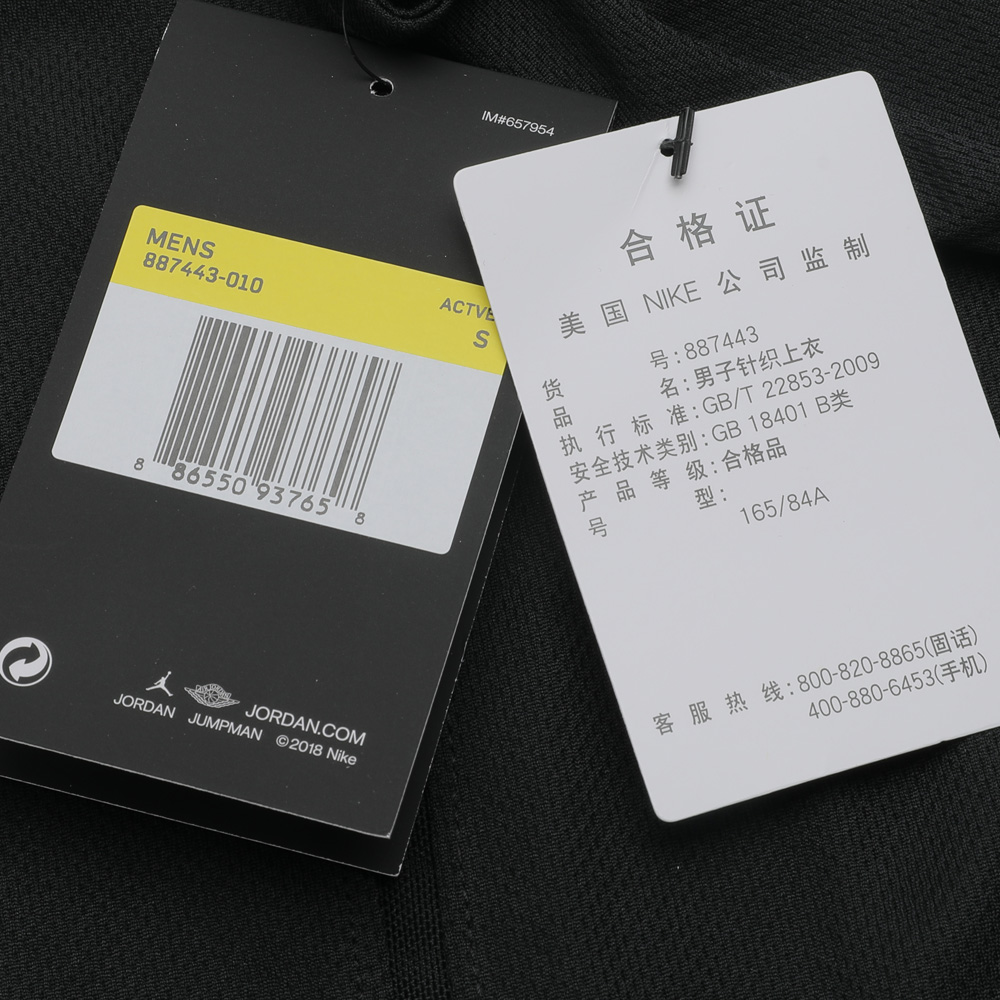 IM#657954
MENS
887443-010
S
8 86550 93765 8
JORDAN JUMPMAN JORDAN.COM
©2018 Nike
合格证
美国 NIKE 公司监制
货号:887443
品名:男子针织上衣
执行标准:GB/T 22853-2009
安全技术类别:GB 18401 B类
产品等级:合格品
号型:165/84A
客服热线:800-820-8865(固话)
400-880-6453(手机)